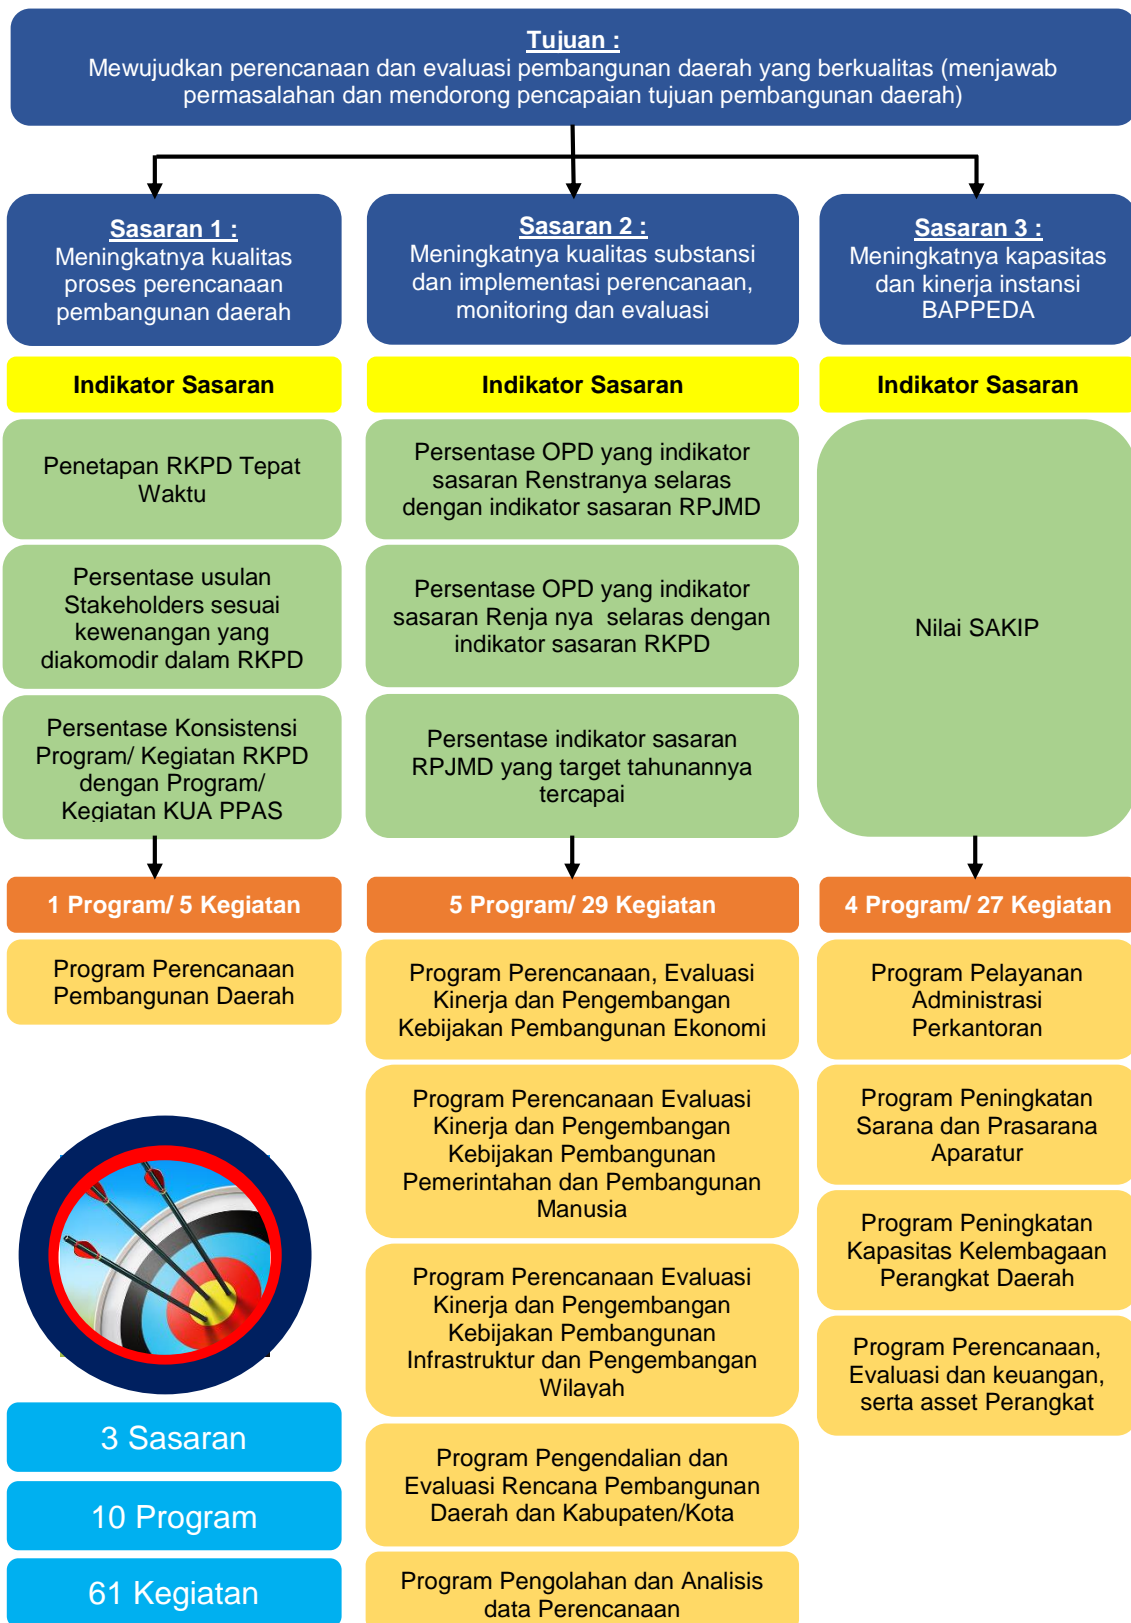 Tujuan :
Mewujudkan perencanaan dan evaluasi pembangunan daerah yang berkualitas (menjawab
permasalahan dan mendorong pencapaian tujuan pembangunan daerah)
Sasaran 1 :
Meningkatnya kualitas
proses perencanaan
pembangunan daerah
Indikator Sasaran
Penetapan RKPD Tepat
Waktu
Persentase usulan
Stakeholders sesuai
kewenangan yang
diakomodir dalam RKPD
Persentase Konsistensi
Program/ Kegiatan RKPD
dengan Program/
Kegiatan KUA PPAS
1 Program/ 5 Kegiatan
Program Perencanaan
Pembangunan Daerah
Sasaran 2 :
Meningkatnya kualitas substansi
dan implementasi perencanaan,
monitoring dan evaluasi
Indikator Sasaran
Persentase OPD yang indikator
sasaran Renstranya selaras
dengan indikator sasaran RPJMD
Persentase OPD yang indikator
sasaran Renja nya  selaras dengan
indikator sasaran RKPD
Persentase indikator sasaran
RPJMD yang target tahunannya
tercapai
5 Program/ 29 Kegiatan
Program Perencanaan, Evaluasi
Kinerja dan Pengembangan
Kebijakan Pembangunan Ekonomi
Program Perencanaan Evaluasi
Kinerja dan Pengembangan
Kebijakan Pembangunan
Pemerintahan dan Pembangunan
Manusia
Program Perencanaan Evaluasi
Kinerja dan Pengembangan
Kebijakan Pembangunan
Infrastruktur dan Pengembangan
Wilayah
Program Pengendalian dan
Evaluasi Rencana Pembangunan
Daerah dan Kabupaten/Kota
Program Pengolahan dan Analisis
data Perencanaan
Sasaran 3 :
Meningkatnya kapasitas
dan kinerja instansi
BAPPEDA
Indikator Sasaran
Nilai SAKIP
4 Program/ 27 Kegiatan
Program Pelayanan
Administrasi
Perkantoran
Program Peningkatan
Sarana dan Prasarana
Aparatur
Program Peningkatan
Kapasitas Kelembagaan
Perangkat Daerah
Program Perencanaan,
Evaluasi dan keuangan,
serta asset Perangkat
3 Sasaran
10 Program
61 Kegiatan